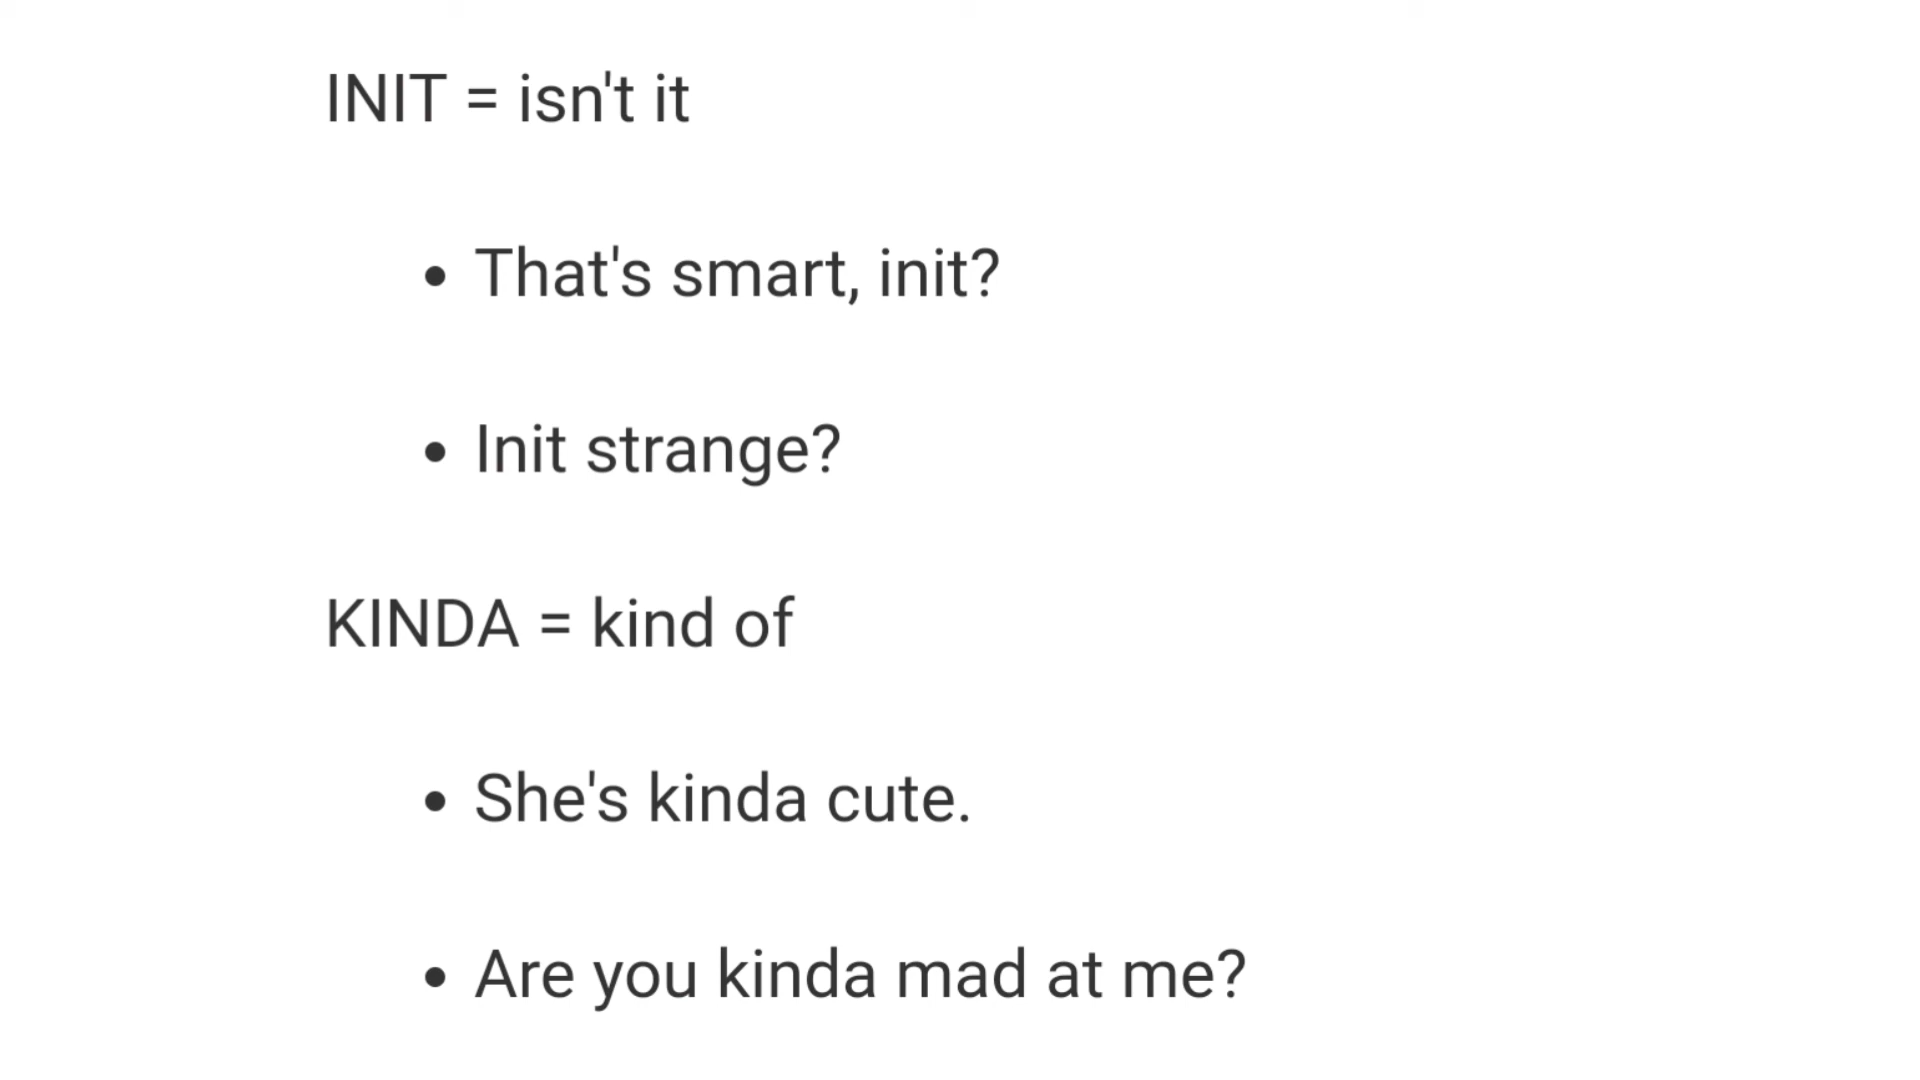 INIT = isn't it
• That's smart, init?
• Init strange?
KINDA = kind of
• She's kinda cute.
• Are you kinda mad at me?